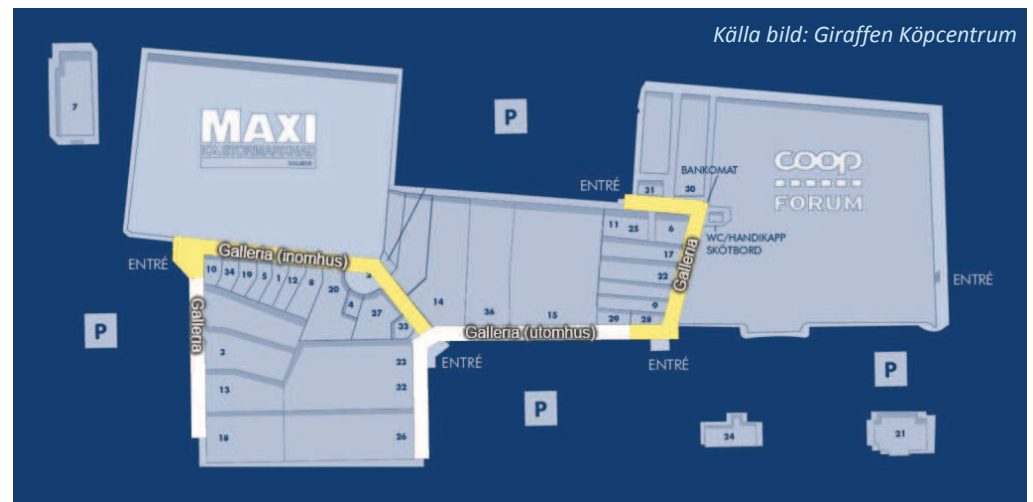 Källa bild: Giraffen Köpcentrum
7
MAXI
ICA STORMARKNAD
P
COOP
FORUM
BANKOMAT
ENTRÉ
31
30
11
25
6
WC/HANDIKAPP
SKÖTBORD
17
ENTRÉ
Galleria (inomhus)
10
34
19
5
1
12
8
20
4
27
33
14
36
15
22
Galleria
9
29
28
ENTRÉ
P
Galleria
Galleria (utomhus)
ENTRÉ
ENTRÉ
3
23
13
32
18
26
P
P
24
21